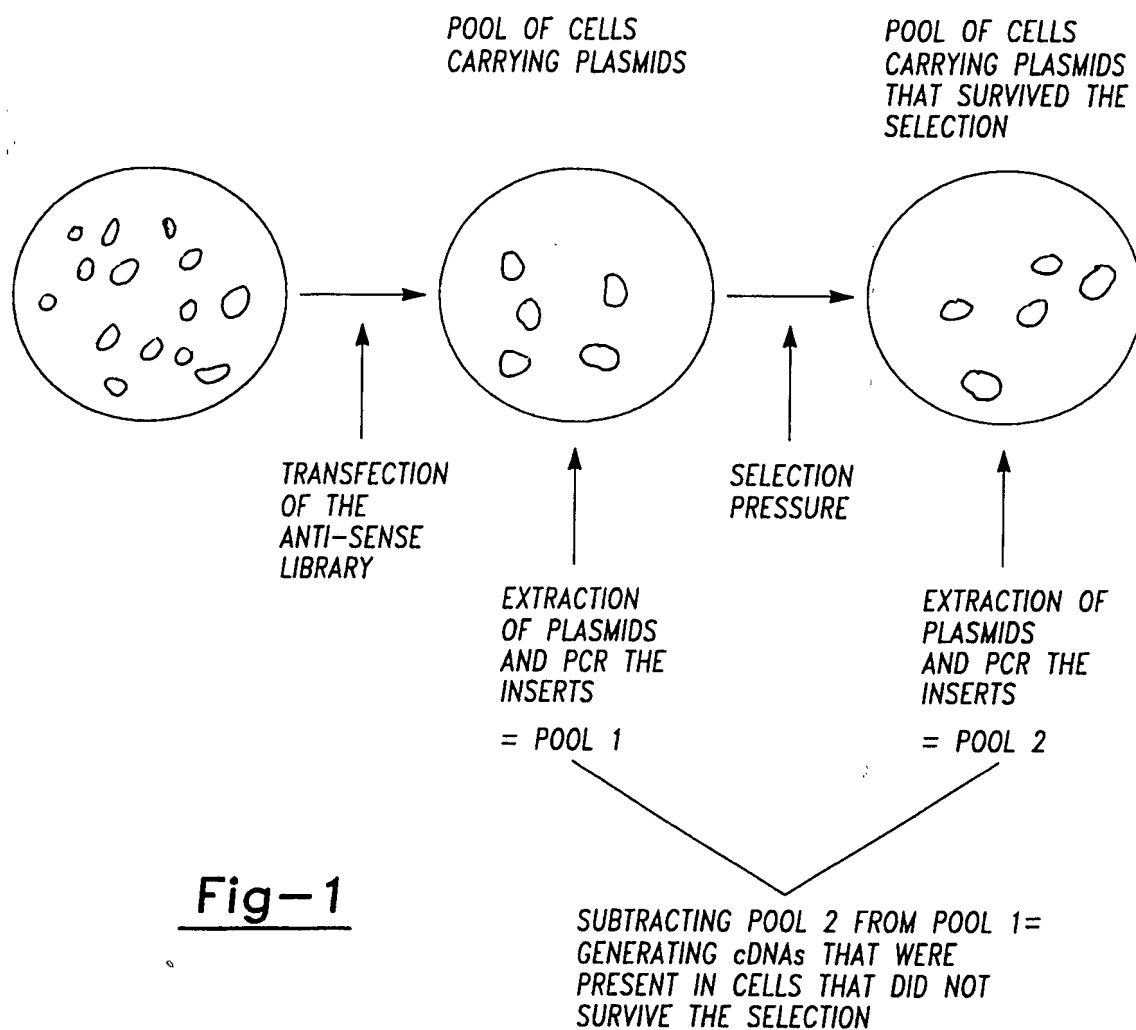 POOL OF CELLS
CARRYING PLASMIDS
POOL OF CELLS
CARRYING PLASMIDS
THAT SURVIVED THE
SELECTION
TRANSFECTION
OF THE
ANTI-SENSE
LIBRARY
SELECTION
PRESSURE
EXTRACTION
OF PLASMIDS
AND PCR THE
INSERTS
= POOL 1
EXTRACTION OF
PLASMIDS
AND PCR THE
INSERTS
= POOL 2
Fig-1
SUBTRACTING POOL 2 FROM POOL 1=
GENERATING cDNAs THAT WERE
PRESENT IN CELLS THAT DID NOT
SURVIVE THE SELECTION